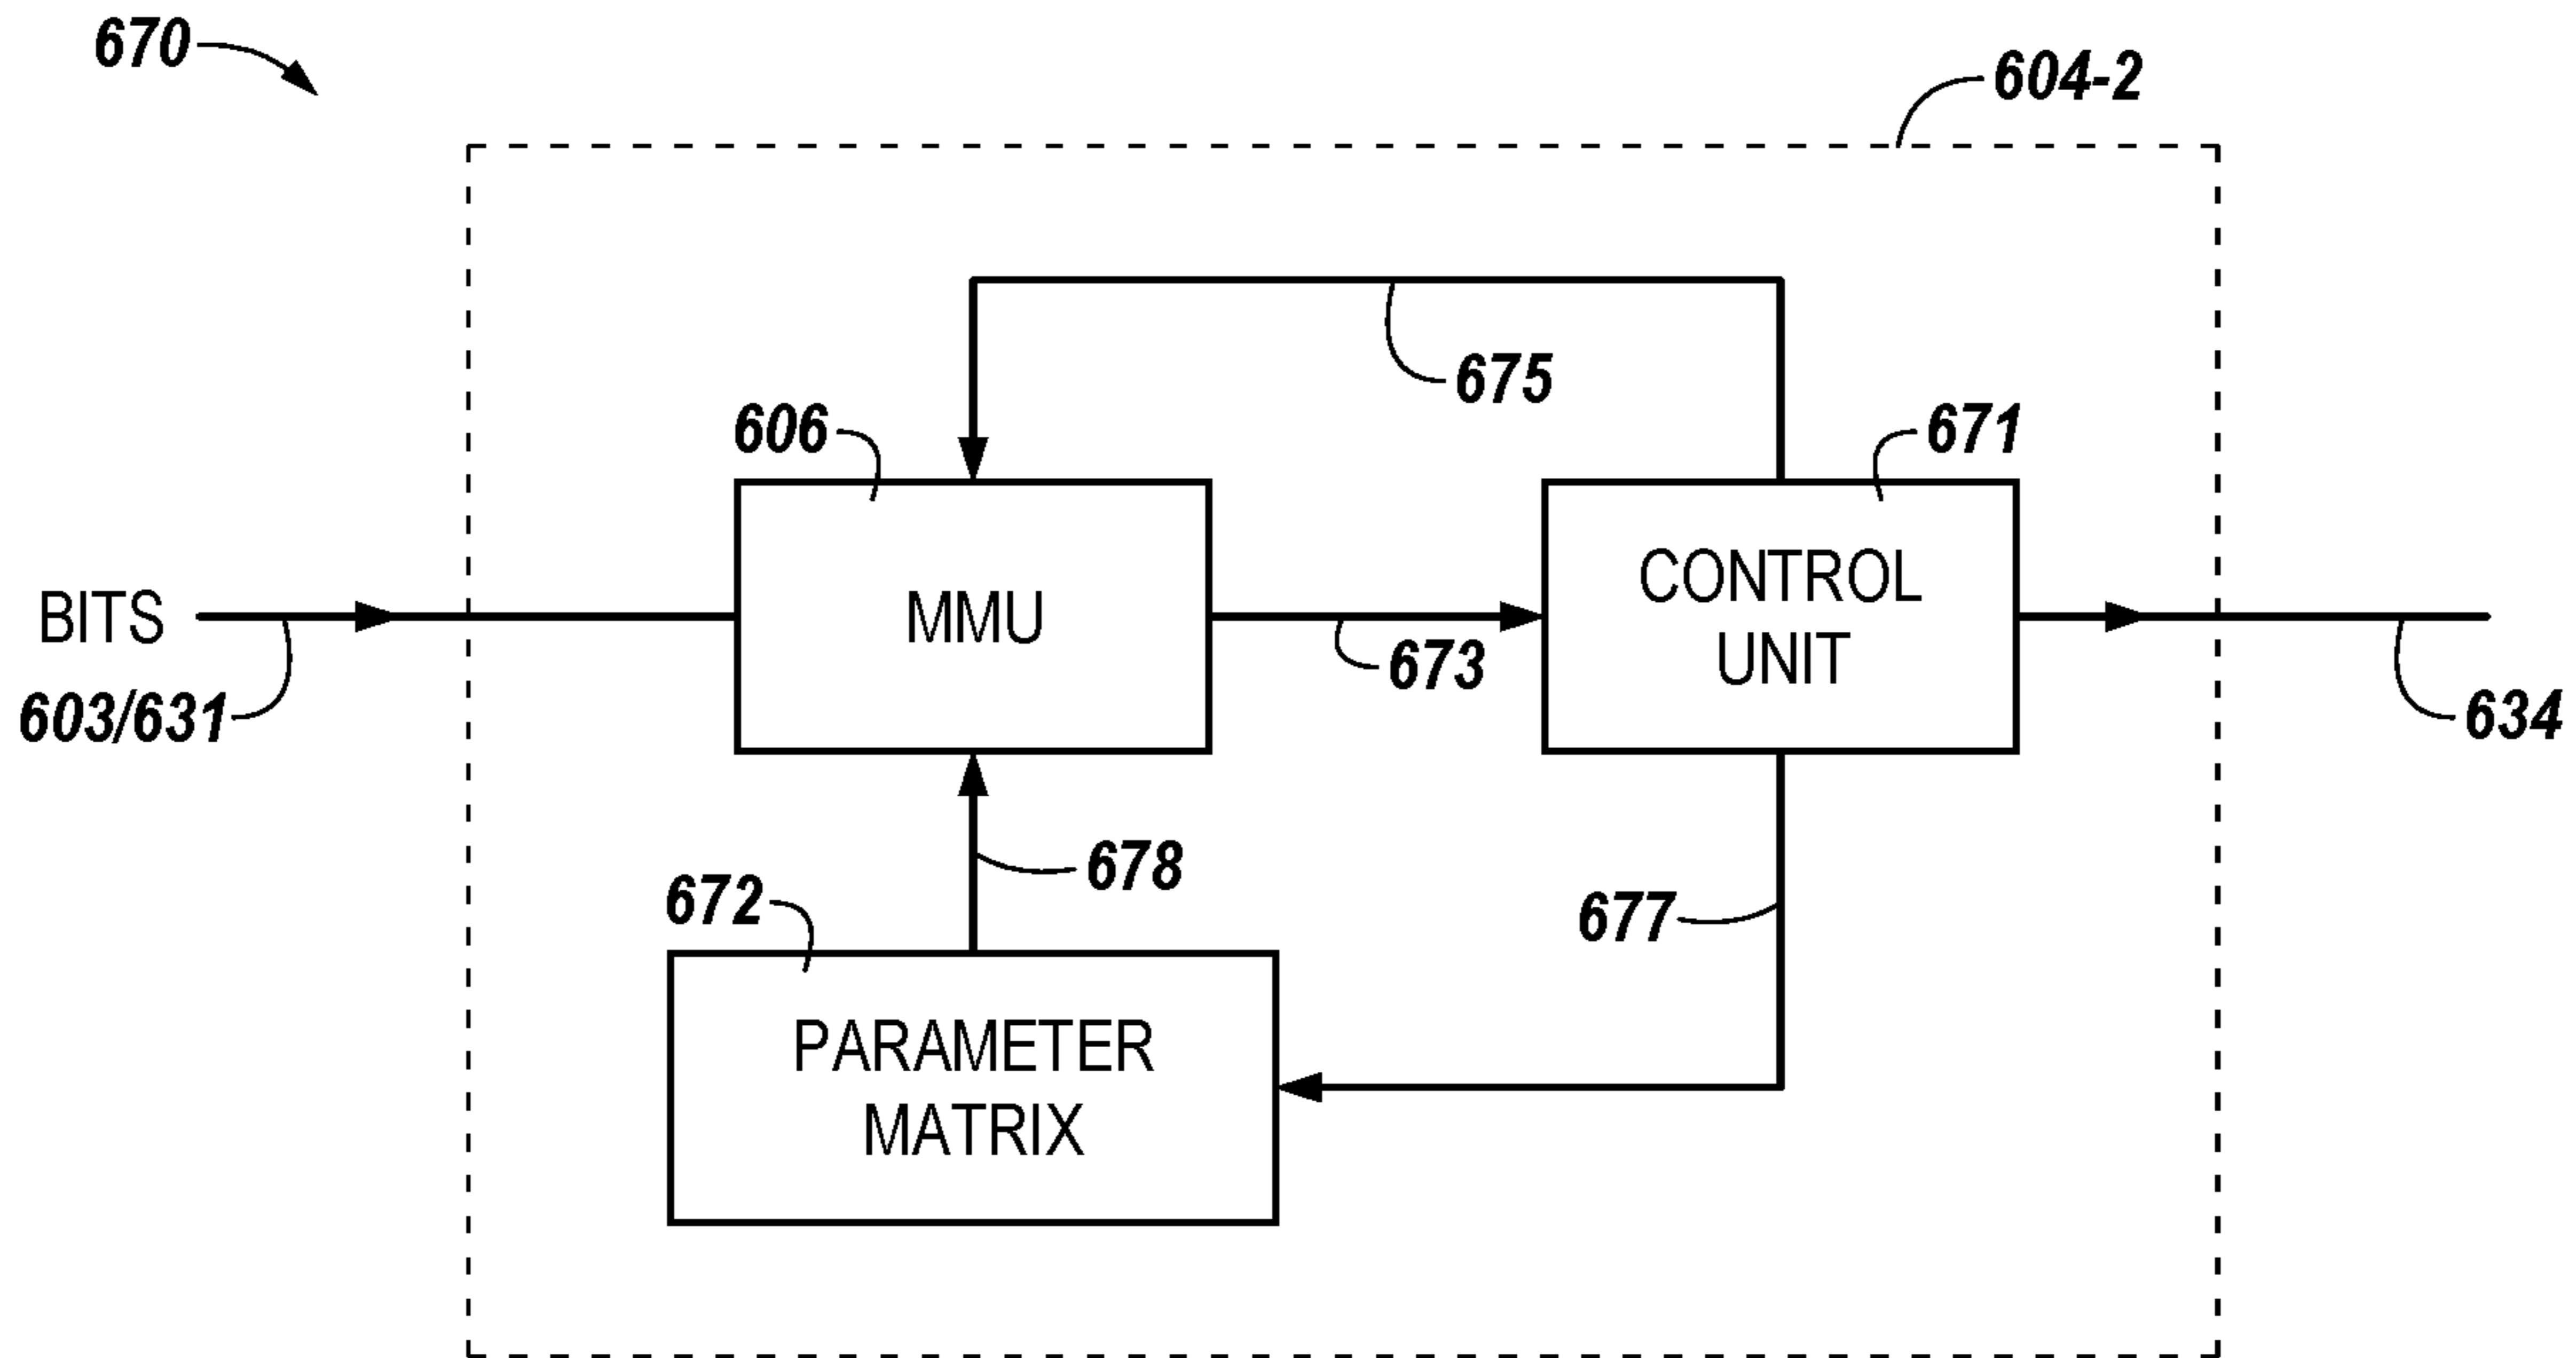 670
604-2
675
606
671
BITS
MMU
CONTROL
UNIT
673
603/631
634
678
672
677
PARAMETER
MATRIX